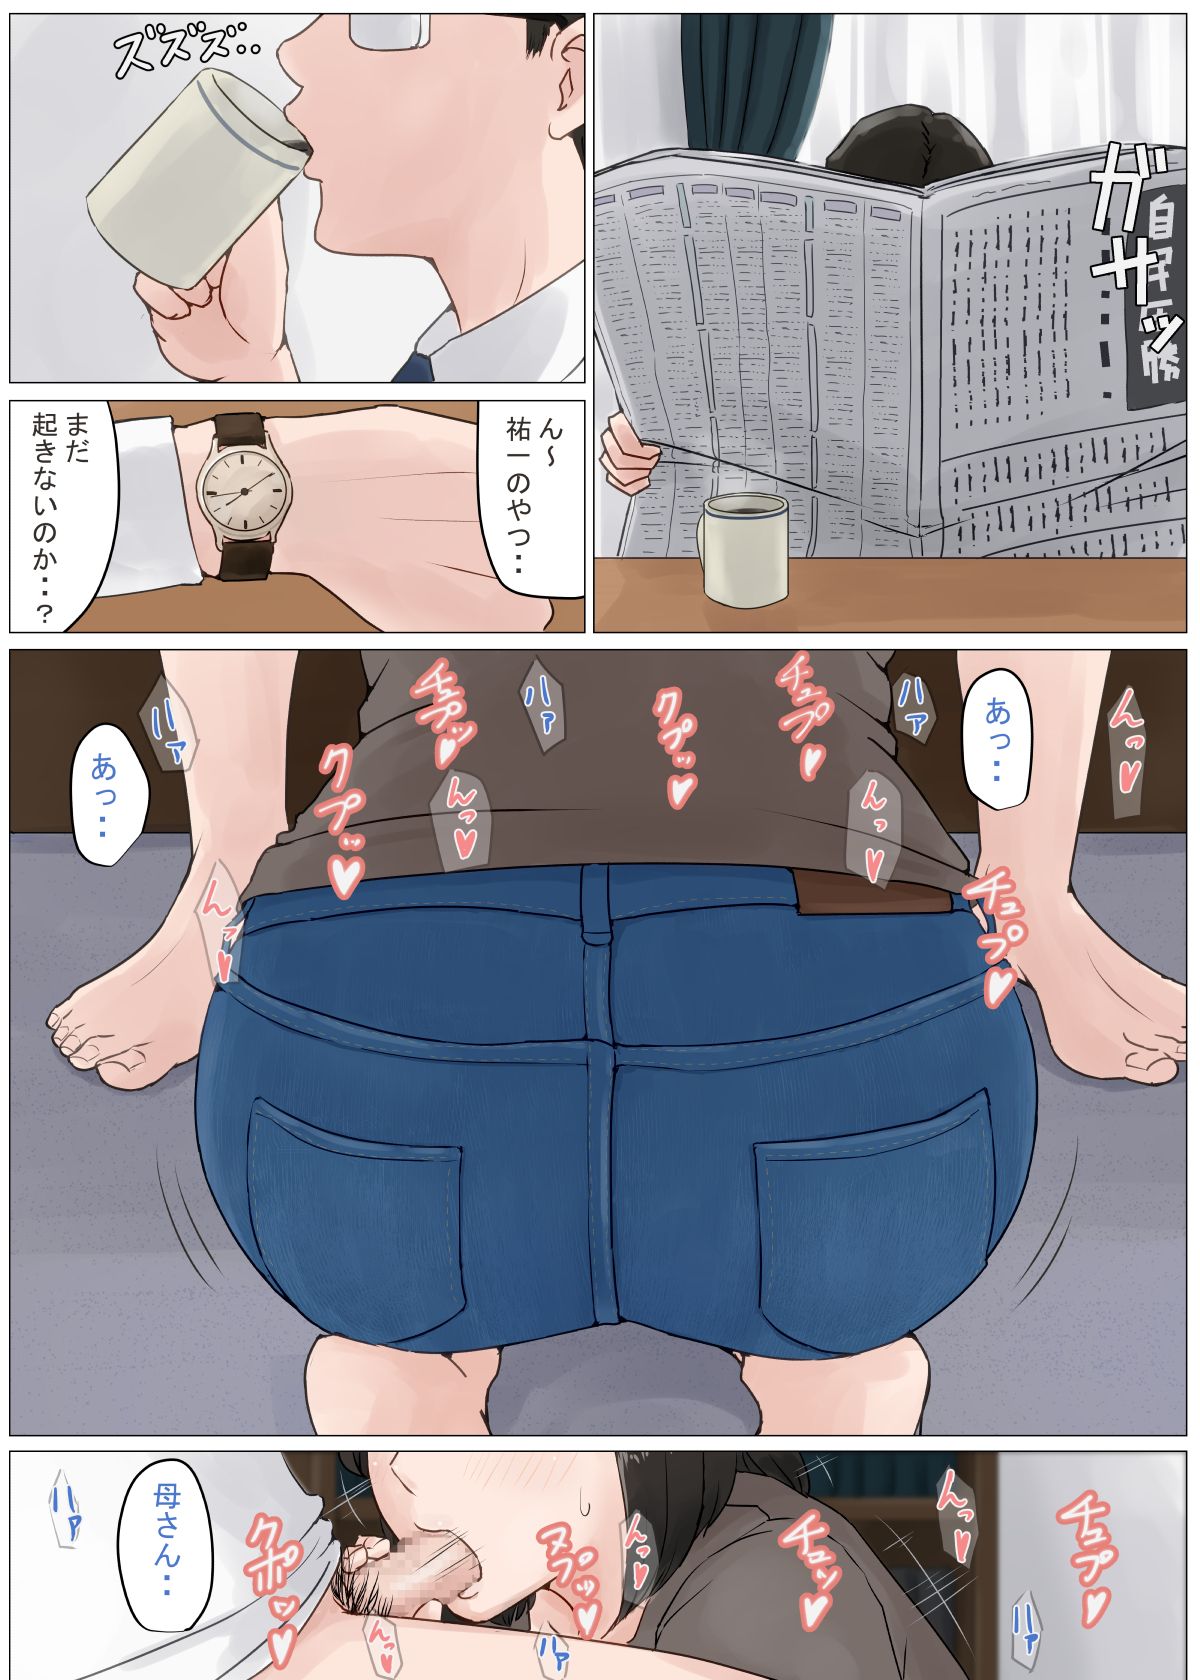 ガサッ
ズズズ・・
ん～
祐一のやつ・・
まだ
起きないのか・・？
んっ♥
あっ・・
ハァ
チュプッ♥
クプッ♥
ハァ
チュプッ♥
ハァ
んっ♥
んっ♥
クプッ♥
あっ・・
チュプ♥
んっ♥
チュプ♥
んっ♥
チュッ♥
んっ♥
ヌプッ♥
母さん・・
クポッ♥
ハァ
ハァ
ハァ
んっ♥